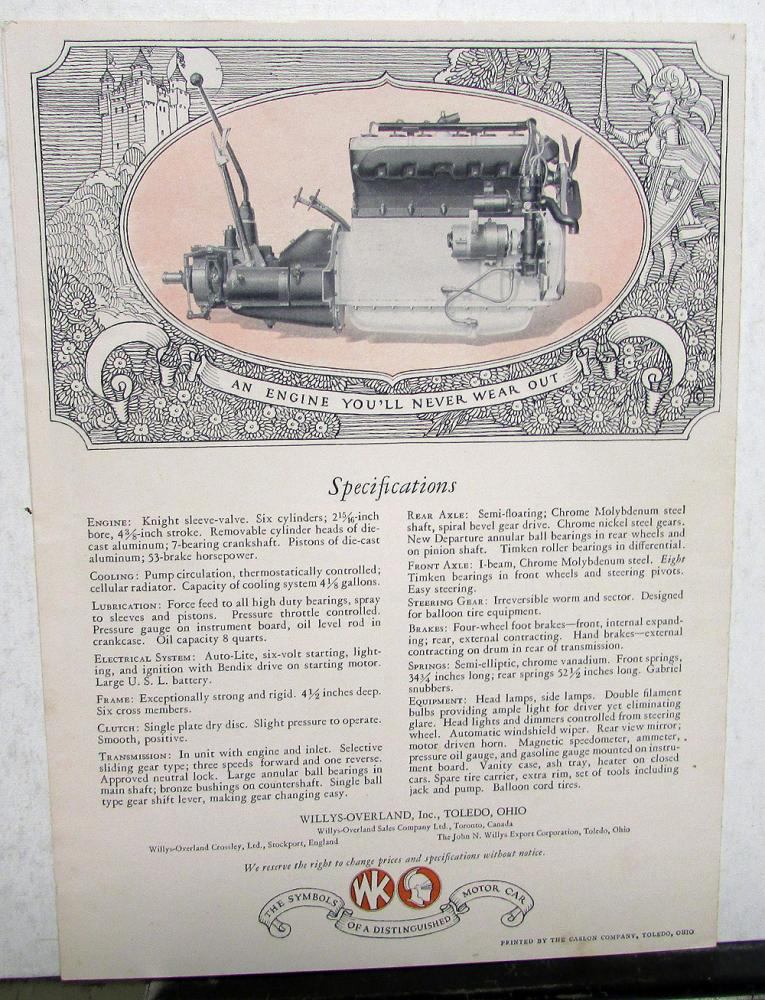 AN ENGINE YOU'LL NEVER WEAR OUT
Specifications
ENGINE: Knight sleeve-valve. Six cylinders; 2 15/16-inch
bore, 4 3/8-inch stroke. Removable cylinder heads of die-
cast aluminum; 7-bearing crankshaft. Pistons of die-cast
aluminum; 53-brake horsepower.
COOLING: Pump circulation, thermostatically controlled;
cellular radiator. Capacity of cooling system 4 1/2 gallons.
LUBRICATION: Force feed to all high duty bearings, spray
to sleeves and pistons. Pressure throttle controlled.
Pressure gauge on instrument board, oil level rod in
crankcase. Oil capacity 8 quarts.
ELECTRICAL SYSTEM: Auto-Lite, six-volt starting, light-
ing, and ignition with Bendix drive on starting motor.
Large U. S. L. battery.
FRAME: Exceptionally strong and rigid. 4 1/2 inches deep.
Six cross members.
CLUTCH: Single plate dry disc. Slight pressure to operate.
Smooth, positive.
TRANSMISSION: In unit with engine and inlet. Selective
sliding gear type; three speeds forward and one reverse.
Approved neutral lock. Large annular ball bearings in
main shaft; bronze bushings on countershaft. Single ball
type gear shift lever, making gear changing easy.
REAR AXLE: Semi-floating; Chrome Molybdenum steel
shaft, spiral bevel gear drive. Chrome nickel steel gears.
New Departure annular ball bearings in rear wheels and
on pinion shaft. Timken roller bearings in differential.
FRONT AXLE: I-beam, Chrome Molybdenum steel. Eight
Timken bearings in front wheels and steering pivots.
Easy steering.
STEERING GEAR: Irreversible worm and sector. Designed
for balloon tire equipment.
BRAKES: Four-wheel foot brakes—front, internal expand-
ing; rear, external contracting. Hand brakes—external
contracting on drum in rear of transmission.
SPRINGS: Semi-elliptic, chrome vanadium. Front springs,
34 1/4 inches long; rear springs 52 1/2 inches long. Gabriel
snubbers.
EQUIPMENT: Head lamps, side lamps. Double filament
bulbs providing ample light for driver yet eliminating
glare. Head lights and dimmers controlled from steering
wheel. Automatic windshield wiper. Rear view mirror;
motor driven horn. Magnetic speedometer, ammeter,
pressure oil gauge, and gasoline gauge mounted on instru-
ment board. Vanity case, ash tray, heater on closed
cars. Spare tire carrier, extra rim, set of tools including
jack and pump. Balloon cord tires.
WILLYS-OVERLAND, Inc., TOLEDO, OHIO
Willys-Overland Sales Company Ltd., Toronto, Canada
Willys-Overland Crossley, Ltd., Stockport, England The John N. Willys Export Corporation, Toledo, Ohio
We reserve the right to change prices and specifications without notice.
WK
THE SYMBOLS OF A DISTINGUISHED MOTOR CAR
PRINTED BY THE CASLON COMPANY, TOLEDO, OHIO